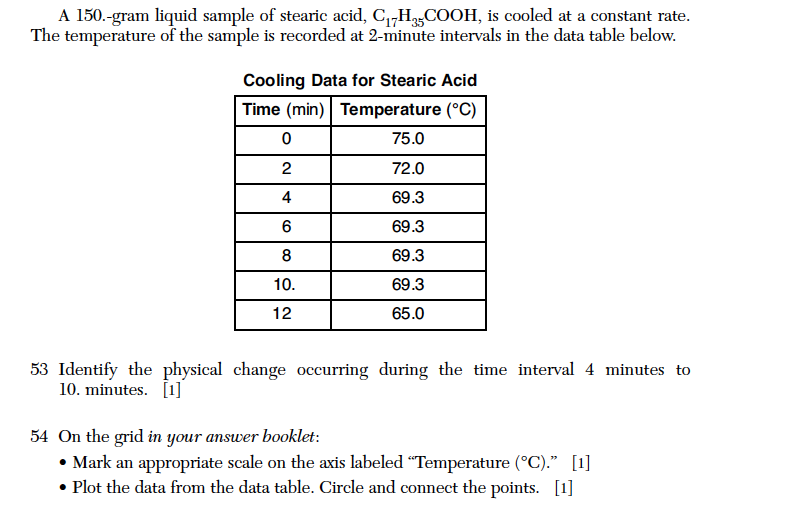 A 150.-gram liquid sample of stearic acid, C₁₇H₃₅COOH, is cooled at a constant rate.
The temperature of the sample is recorded at 2-minute intervals in the data table below.
Cooling Data for Stearic Acid
Time (min) Temperature (°C)
0 75.0
2 72.0
4 69.3
6 69.3
8 69.3
10. 69.3
12 65.0
53 Identify the physical change occurring during the time interval 4 minutes to
10. minutes. [1]
54 On the grid in your answer booklet:
• Mark an appropriate scale on the axis labeled “Temperature (°C).” [1]
• Plot the data from the data table. Circle and connect the points. [1]